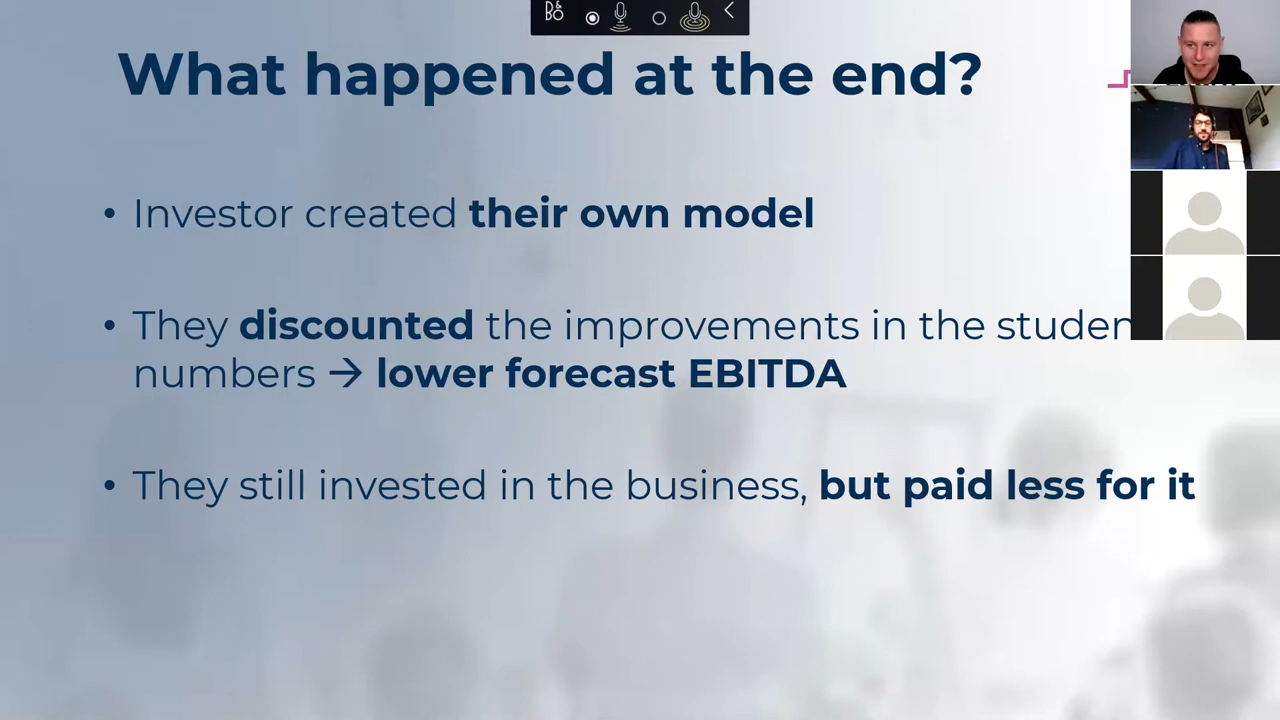 B&O
What happened at the end?
• Investor created their own model
• They discounted the improvements in the studen
numbers → lower forecast EBITDA
• They still invested in the business, but paid less for it